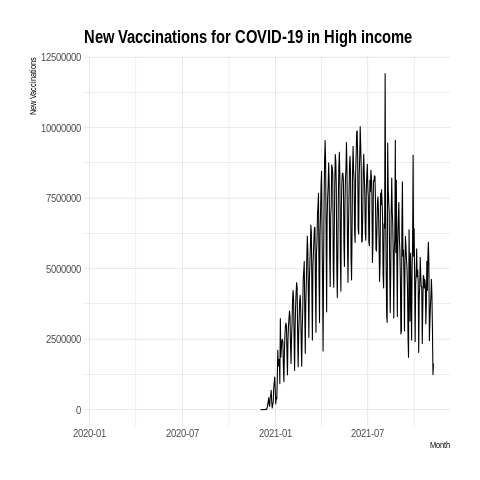 New Vaccinations for COVID-19 in High income
New Vaccinations
12500000
10000000
7500000
5000000
2500000
0
2020-01 2020-07 2021-01 2021-07
Month